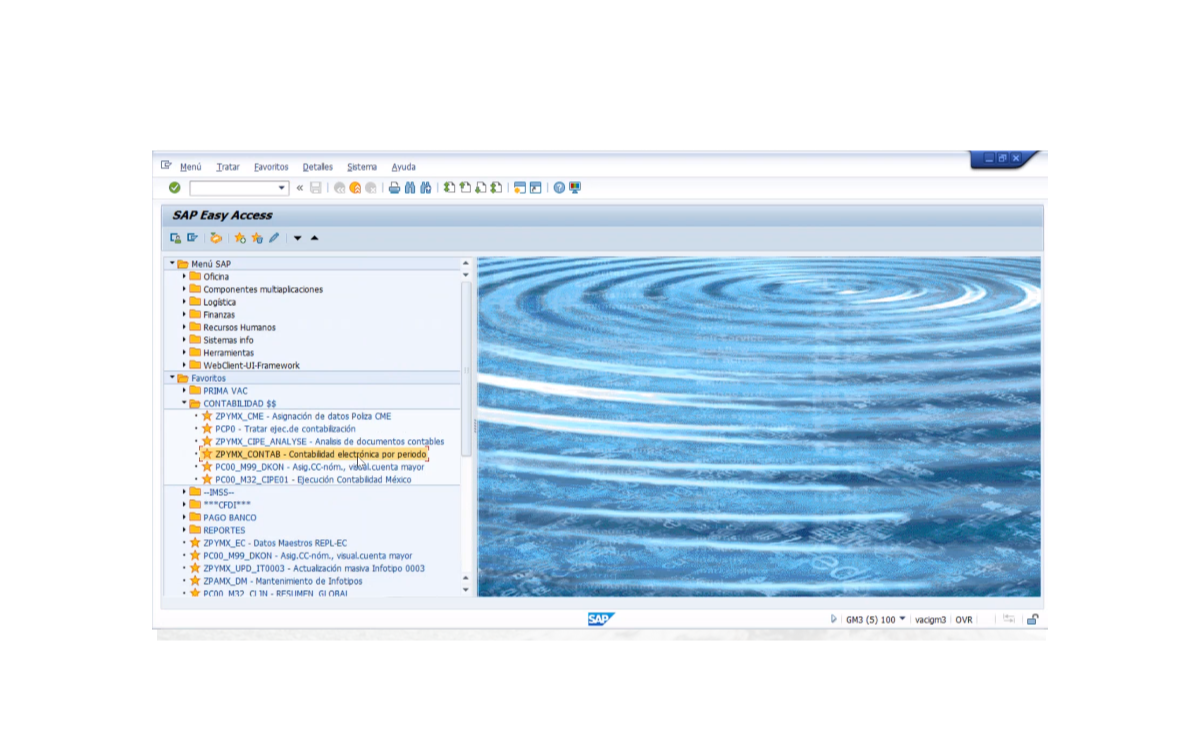 Menú Tratar Favoritos Detalles Sistema Ayuda
SAP Easy Access
Menú SAP
Oficina
Componentes multiaplicaciones
Logística
Finanzas
Recursos Humanos
Sistemas info
Herramientas
WebClient-UI-Framework
Favoritos
PRIMA VAC
CONTABILIDAD $$
ZPYMX_CME - Asignación de datos Poliza CME
PCP0 - Tratar ejec.de contabilización
ZPYMX_CIPE_ANALYSE - Analisis de documentos contables
ZPYMX_CONTAB - Contabilidad electrónica por periodo
PC00_M99_DKON - Asig.CC-nóm., visual.cuenta mayor
PC00_M32_CIPE01 - Ejecución Contabilidad México
--IMSS--
***CFDI***
PAGO BANCO
REPORTES
ZPYMX_EC - Datos Maestros REPL-EC
PC00_M99_DKON - Asig.CC-nóm., visual.cuenta mayor
ZPYMX_UPD_IT0003 - Actualización masiva Infotipo 0003
ZPAMX_DM - Mantenimiento de Infotipos
PC00_M32_CLJN - RESUMEN GLOBAL
SAP
GM3 (5) 100 vacigm3 OVR